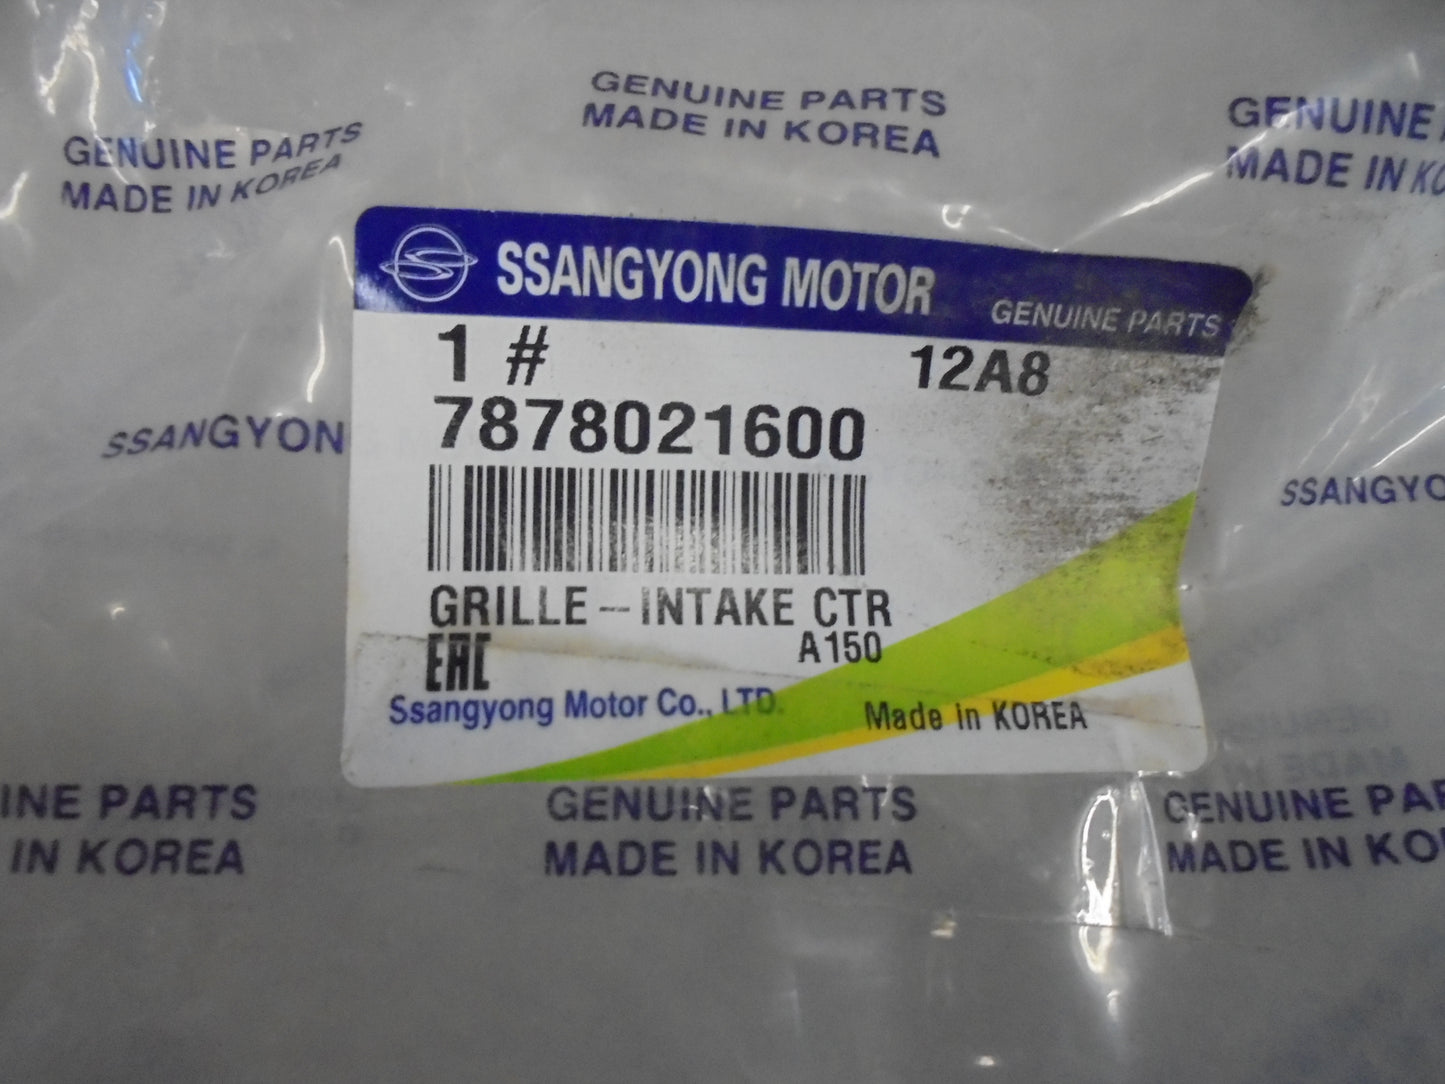 GENUINE PARTS
MADE IN KOREA
GENUINE PARTS
MADE IN KOREA
GENUINE
MADE IN KO
SSANGYONG MOTOR
GENUINE PARTS
1 #
12A8
7878021600
SSANGYON
SSANGYO
GRILLE-INTAKE CTR
EAC
A150
Ssangyong Motor Co., LTD.
Made in KOREA
INE PARTS
IN KOREA
GENUINE PARTS
MADE IN KOREA
GENUINE PAR
MADE IN KO